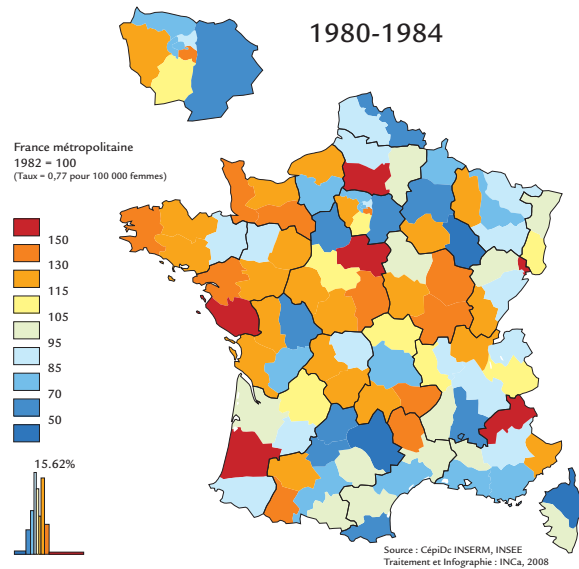 1980-1984
France métropolitaine
1982 = 100
(Taux = 0,77 pour 100 000 femmes)
150
130
115
105
95
85
70
50
15.62%
Source : CépiDc INSERM, INSEE
Traitement et Infographie : INCa, 2008